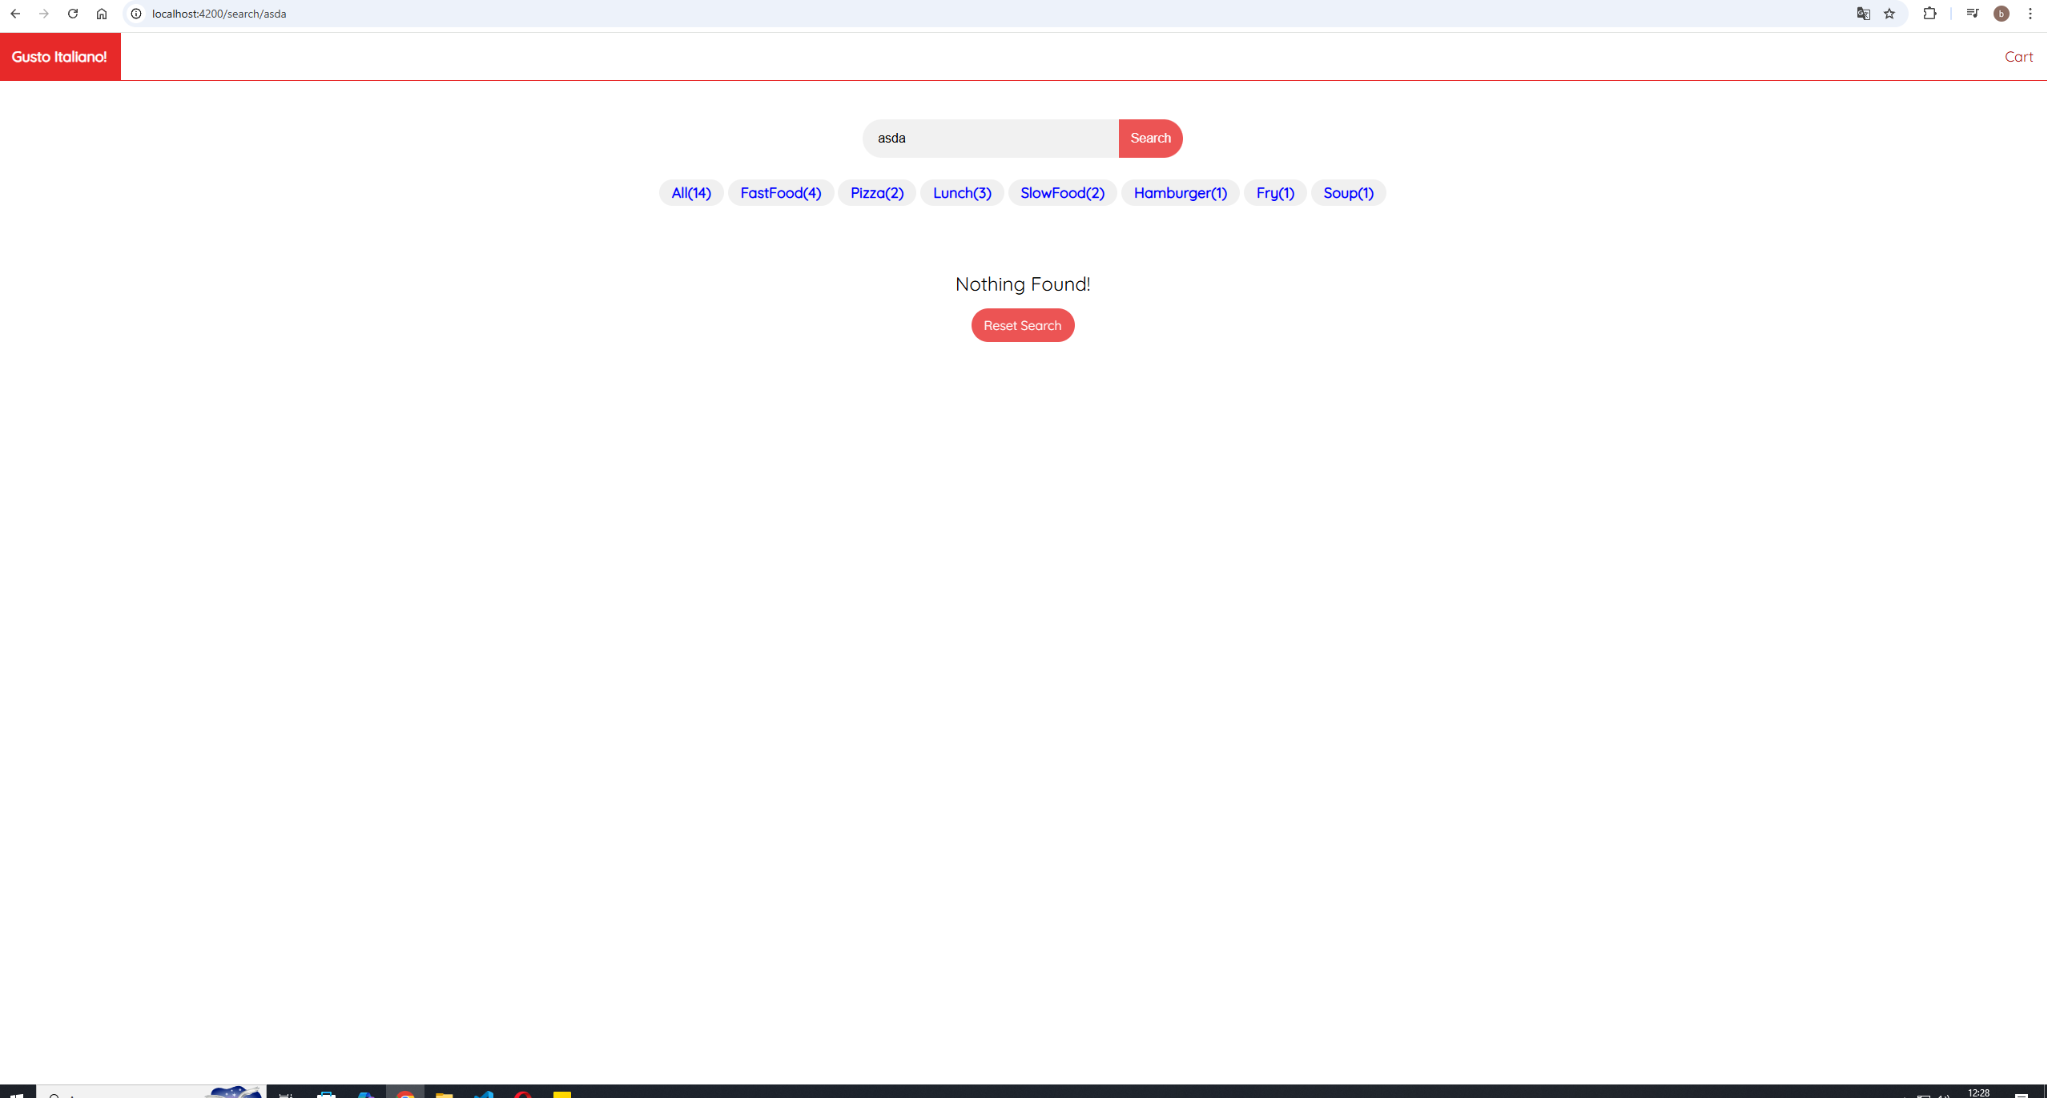 localhost:4200/search/asda
b
Gusto Italiano!
Cart
asda
Search
All(14) FastFood(4) Pizza(2) Lunch(3) SlowFood(2) Hamburger(1) Fry(1) Soup(1)
Nothing Found!
Reset Search
12:28